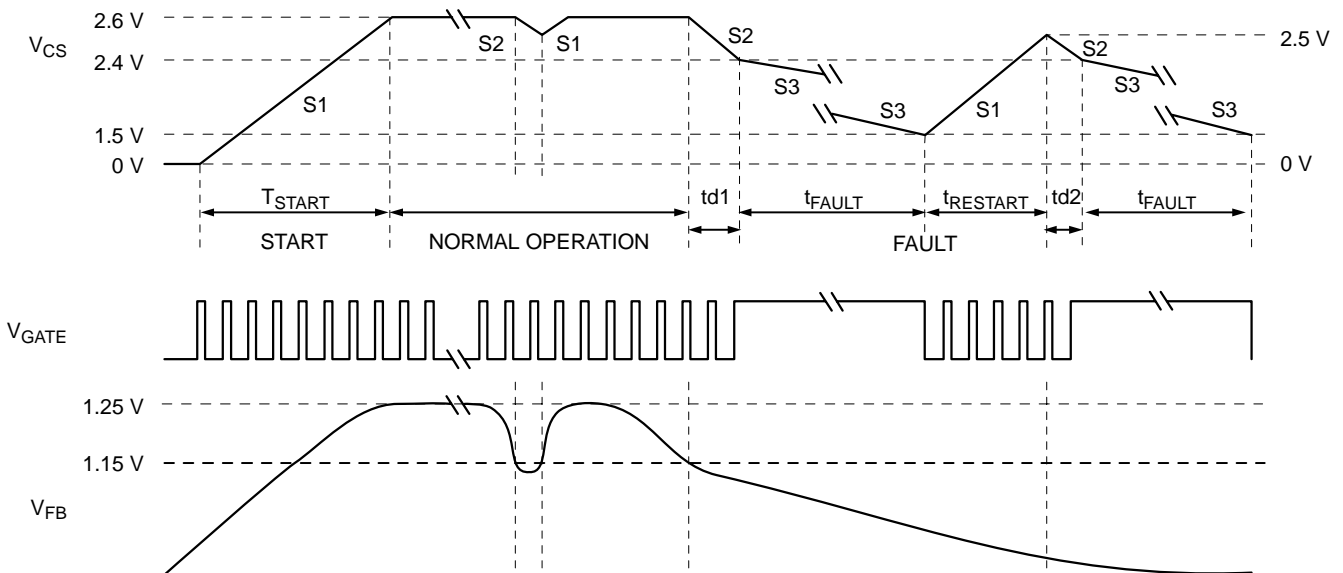 2.6 V
V_CS
S2 S1 S2 S2 2.5 V
2.4 V
S1 S3 S3 S1 S3 S3
1.5 V
0 V 0 V
T_START td1 t_FAULT t_RESTART td2 t_FAULT
START NORMAL OPERATION FAULT
V_GATE
1.25 V
1.15 V
V_FB